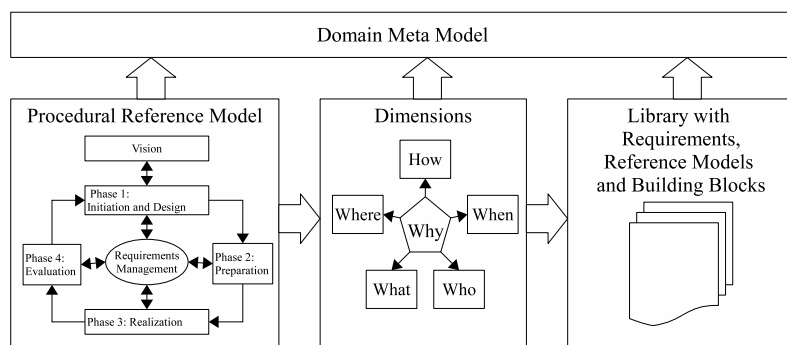 Domain Meta Model
Procedural Reference Model
Vision
Phase 1:
Initiation and Design
Phase 4:
Evaluation
Requirements
Management
Phase 2:
Preparation
Phase 3: Realization
Dimensions
How
Where
When
Why
What
Who
Library with
Requirements,
Reference Models
and Building Blocks